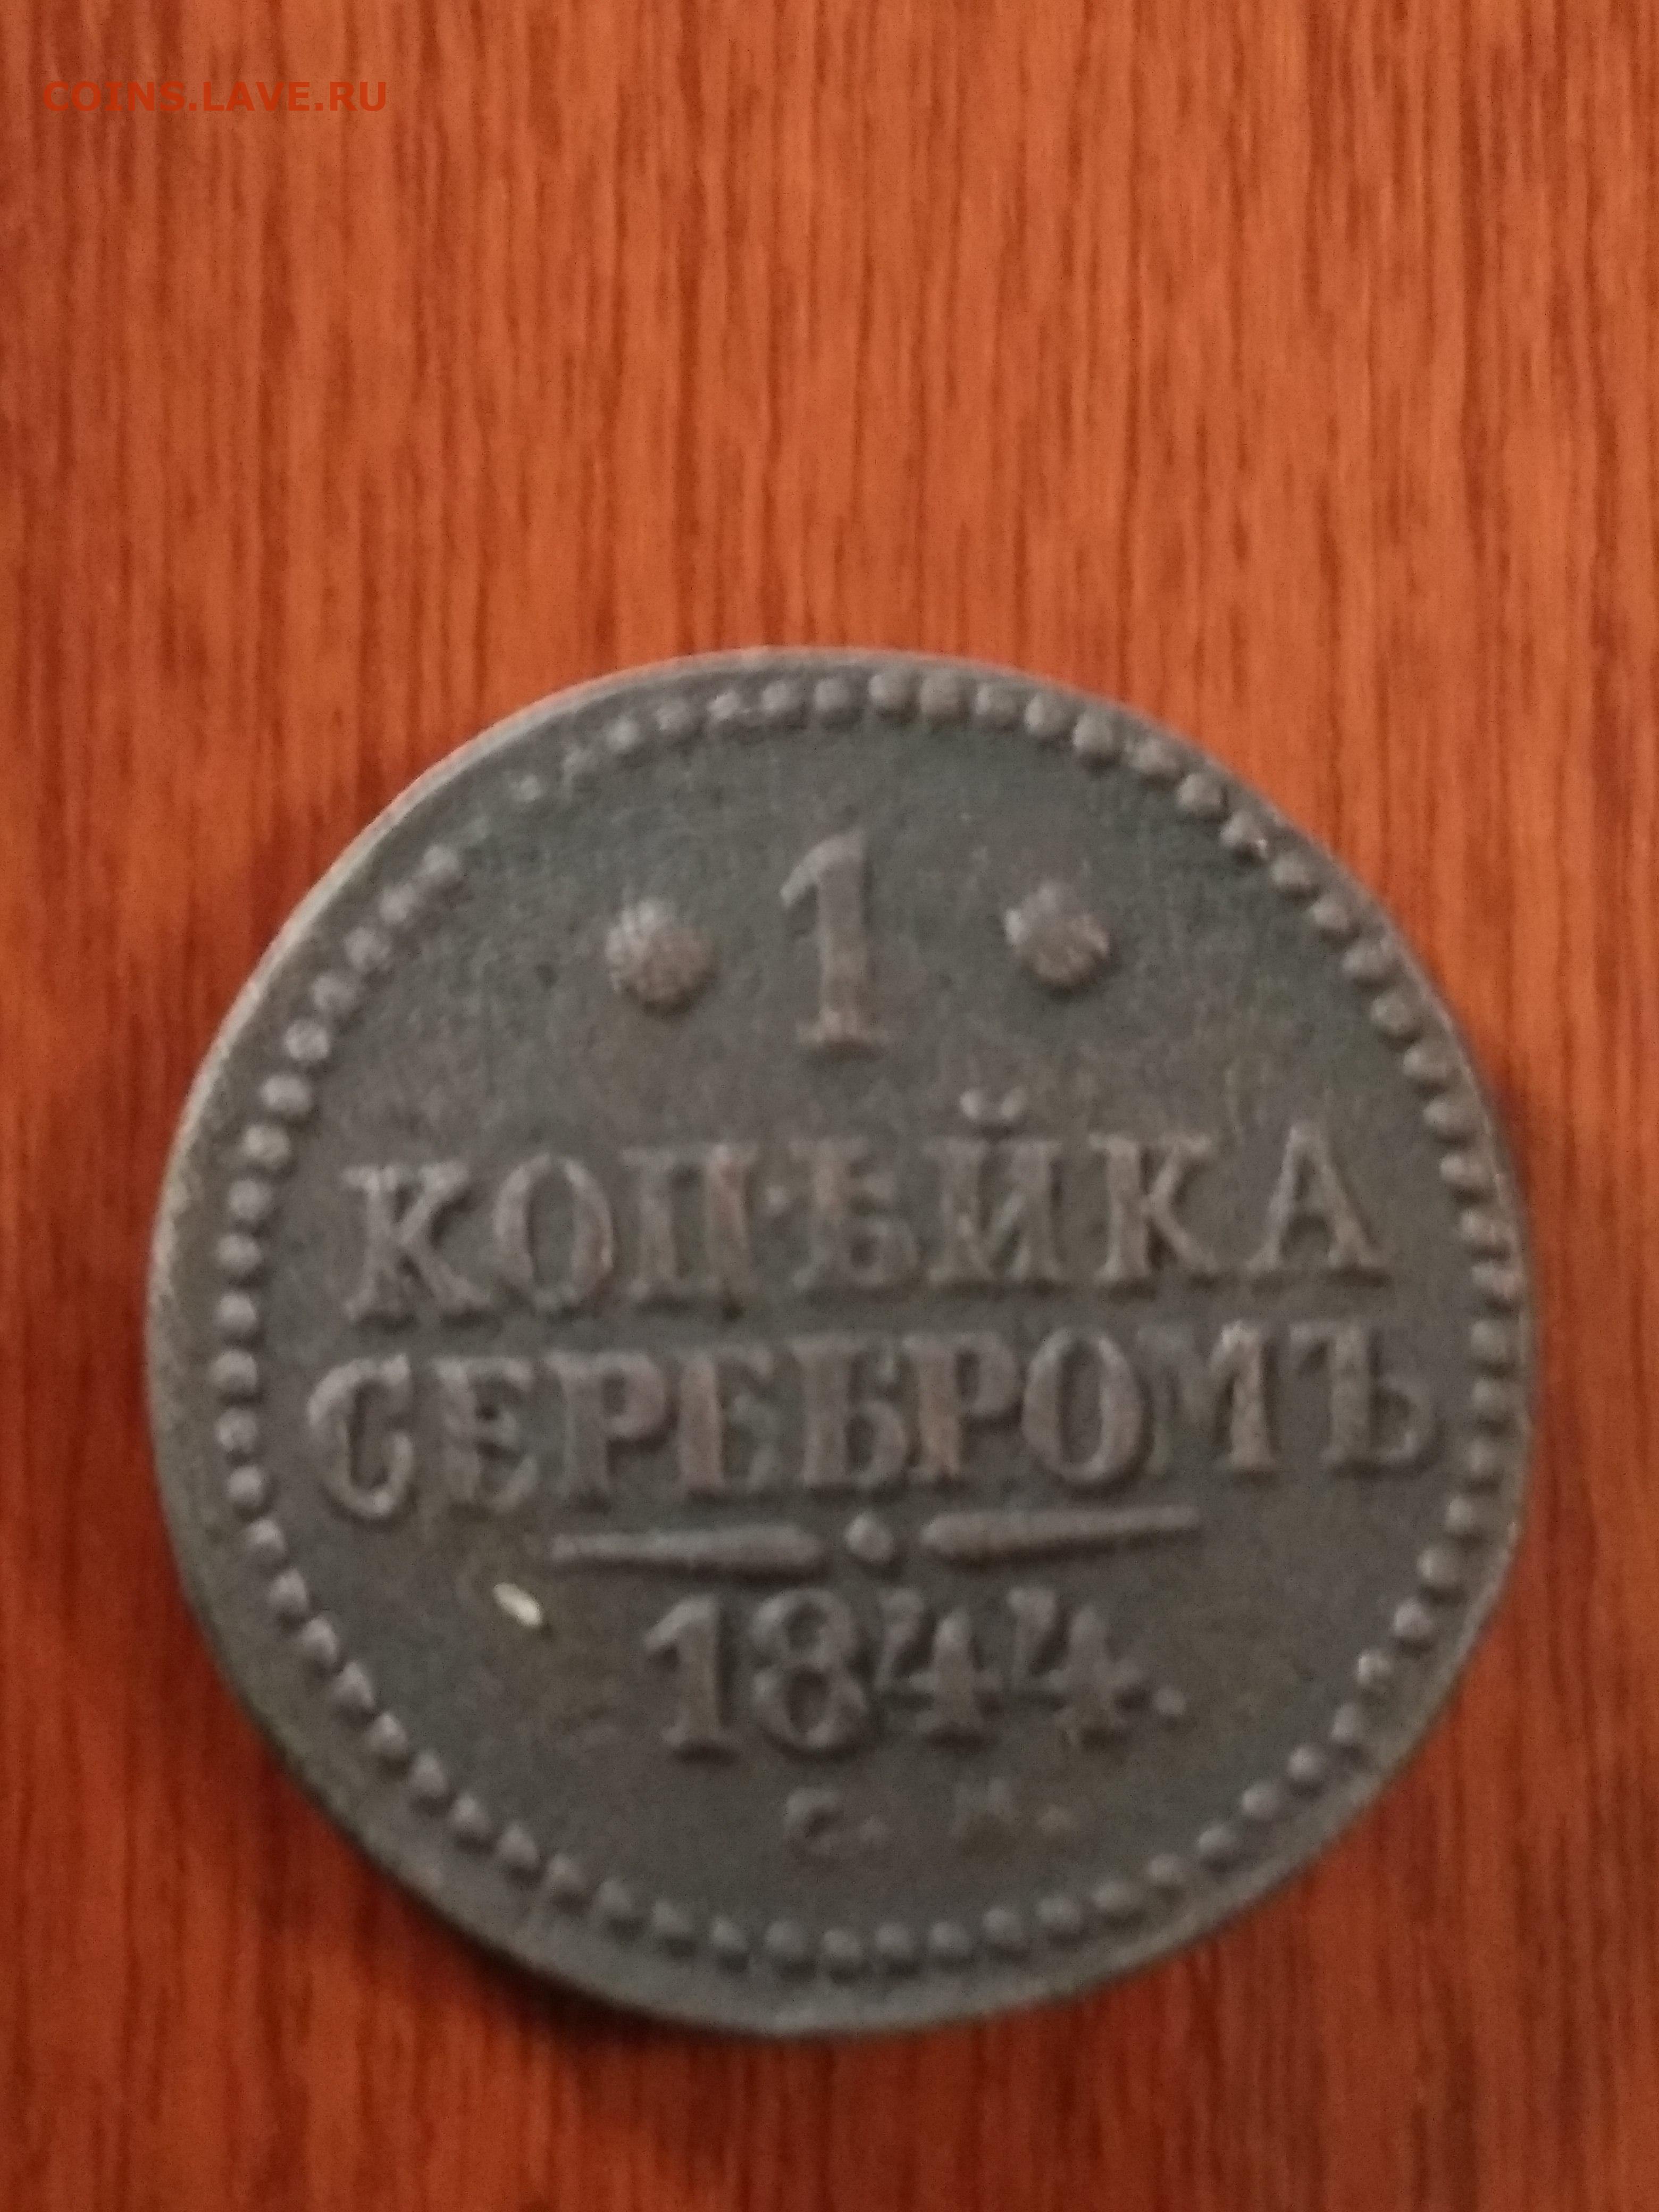 COINS.LAVE.RU
1
КОПѢЙКА
СЕРЕБРОМЪ
1844.
С. М.